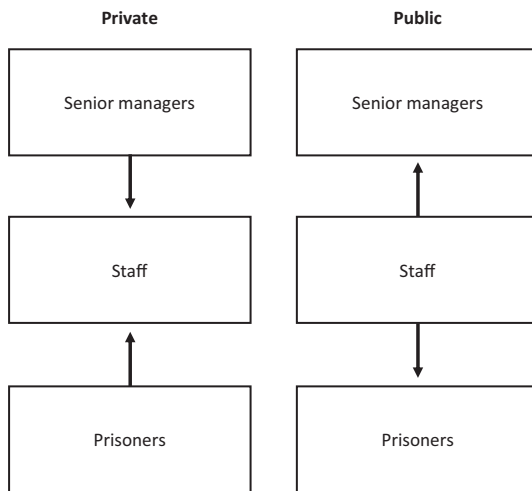 Private
Senior managers
Staff
Prisoners
Public
Senior managers
Staff
Prisoners